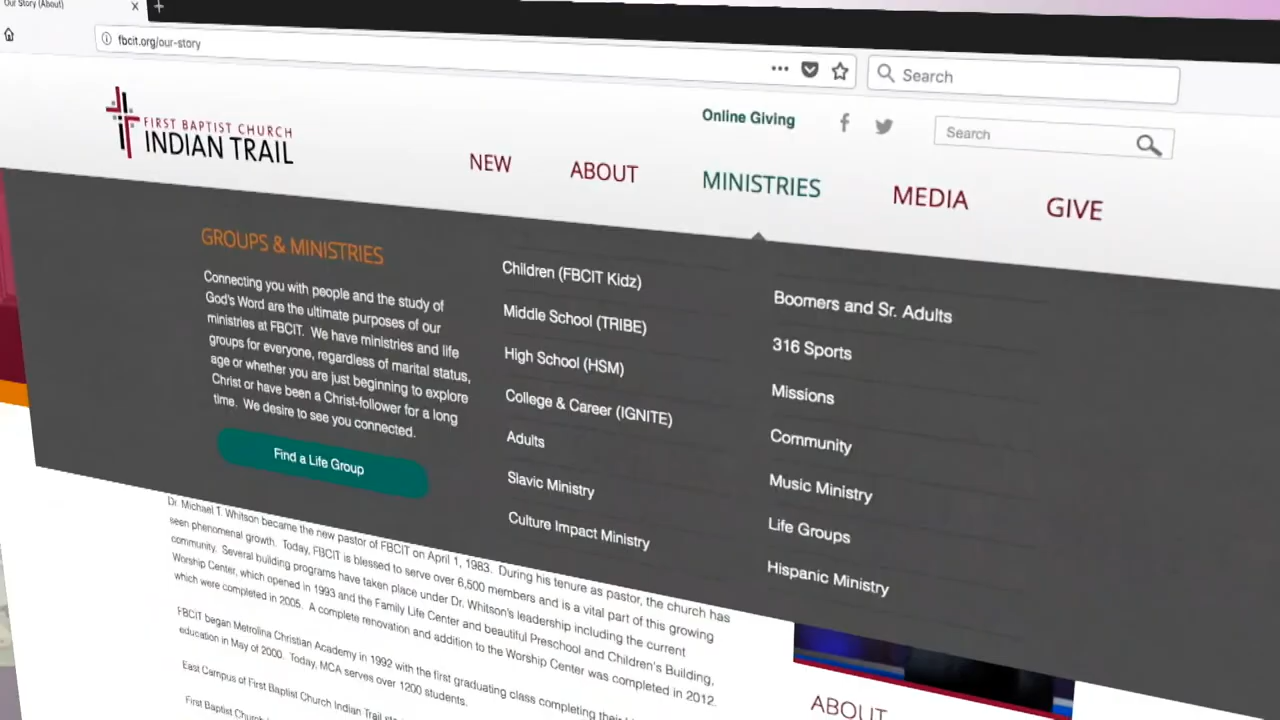 Our Story (About)
fbcit.org/our-story
Search
FIRST BAPTIST CHURCH
INDIAN TRAIL
Online Giving
Search
NEW
ABOUT
MINISTRIES
MEDIA
GIVE
GROUPS & MINISTRIES
Connecting you with people and the study of
God's Word are the ultimate purposes of our
ministries at FBCIT. We have ministries and life
groups for everyone, regardless of marital status,
age or whether you are just beginning to explore
Christ or have been a Christ-follower for a long
time. We desire to see you connected.
Find a Life Group
Children (FBCIT Kidz)
Middle School (TRIBE)
High School (HSM)
College & Career (IGNITE)
Adults
Slavic Ministry
Culture Impact Ministry
Boomers and Sr. Adults
316 Sports
Missions
Community
Music Ministry
Life Groups
Hispanic Ministry
Dr. Michael T. Whitson became the new pastor of FBCIT on April 1, 1983. During his tenure as pastor, the church has
seen phenomenal growth. Today, FBCIT is blessed to serve over 6,500 members and is a vital part of this growing
community. Several building programs have taken place under Dr. Whitson's leadership including the current
Worship Center, which opened in 1993 and the Family Life Center and beautiful Preschool and Children's Building,
which were completed in 2005. A complete renovation and addition to the Worship Center was completed in 2012.
FBCIT began Metrolina Christian Academy in 1992 with the first graduating class completing their
education in May of 2000. Today, MCA serves over 1200 students.
East Campus of First Baptist Church Indian Trail
First Baptist Church
ABOUT